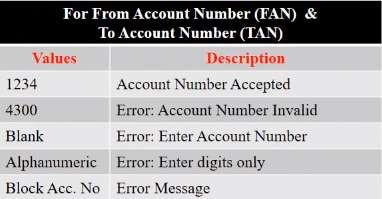 For From Account Number (FAN) &
To Account Number (TAN)
Values Description
1234 Account Number Accepted
4300 Error: Account Number Invalid
Blank Error: Enter Account Number
Alphanumeric Error: Enter digits only
Block Acc. No Error Message